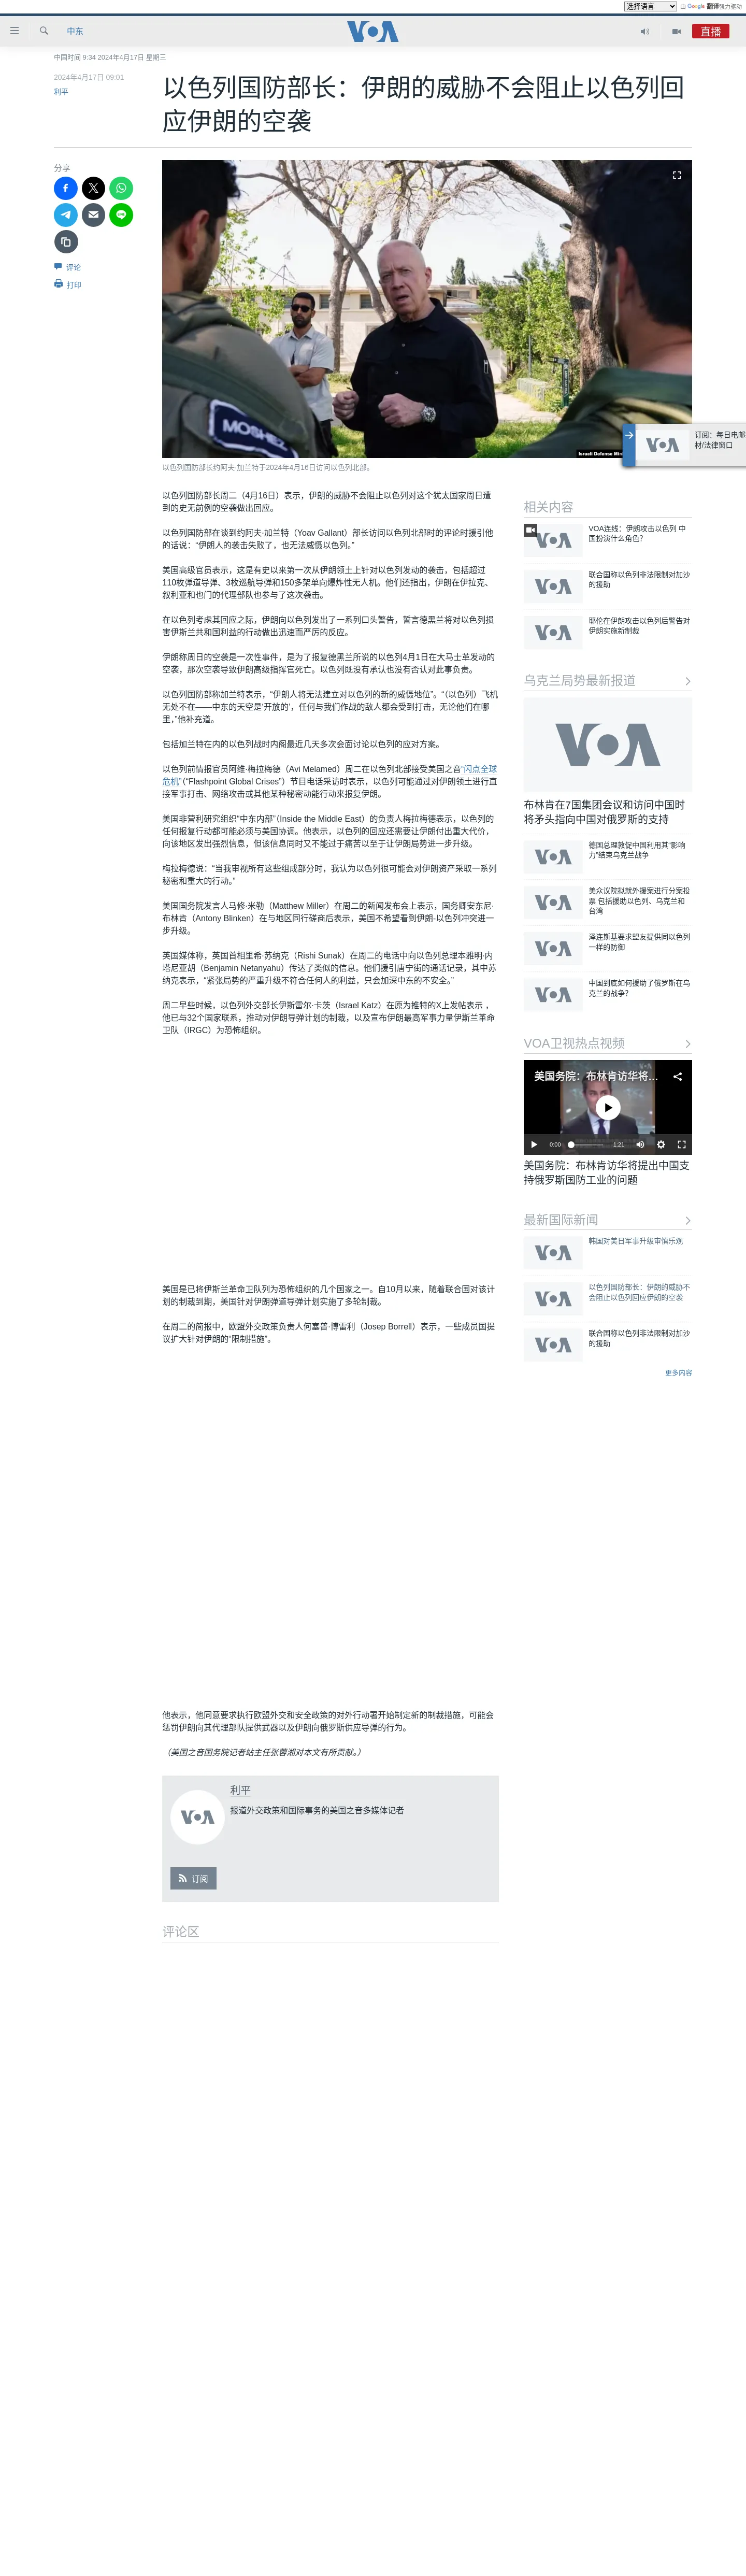 选择语言 由 Google 翻译强力驱动
中东
VOA
直播
中国时间 9:34 2024年4月17日 星期三
2024年4月17日 09:01
利平
以色列国防部长：伊朗的威胁不会阻止以色列回
应伊朗的空袭
分享
评论
打印
MOSHEZ
Israeli Defense Min
以色列国防部长约阿夫·加兰特于2024年4月16日访问以色列北部。
订阅：每日电邮
材/法律窗口
以色列国防部长周二（4月16日）表示，伊朗的威胁不会阻止以色列对这个犹太国家周日遭
到的史无前例的空袭做出回应。
以色列国防部在谈到约阿夫·加兰特（Yoav Gallant）部长访问以色列北部时的评论时援引他
的话说：“伊朗人的袭击失败了，也无法威慑以色列。”
美国高级官员表示，这是有史以来第一次从伊朗领土上针对以色列发动的袭击，包括超过
110枚弹道导弹、3枚巡航导弹和150多架单向爆炸性无人机。他们还指出，伊朗在伊拉克、
叙利亚和也门的代理部队也参与了这次袭击。
在以色列考虑其回应之际，伊朗向以色列发出了一系列口头警告，誓言德黑兰将对以色列损
害伊斯兰共和国利益的行动做出迅速而严厉的反应。
伊朗称周日的空袭是一次性事件，是为了报复德黑兰所说的以色列4月1日在大马士革发动的
空袭，那次空袭导致伊朗高级指挥官死亡。以色列既没有承认也没有否认对此事负责。
以色列国防部称加兰特表示，“伊朗人将无法建立对以色列的新的威慑地位”。“（以色列）飞机
无处不在——中东的天空是‘开放的’，任何与我们作战的敌人都会受到打击，无论他们在哪
里，”他补充道。
包括加兰特在内的以色列战时内阁最近几天多次会面讨论以色列的应对方案。
以色列前情报官员阿维·梅拉梅德（Avi Melamed）周二在以色列北部接受美国之音“闪点全球
危机”（“Flashpoint Global Crises”）节目电话采访时表示，以色列可能通过对伊朗领土进行直
接军事打击、网络攻击或其他某种秘密动能行动来报复伊朗。
美国非营利研究组织“中东内部”（Inside the Middle East）的负责人梅拉梅德表示，以色列的
任何报复行动都可能必须与美国协调。他表示，以色列的回应还需要让伊朗付出重大代价，
向该地区发出强烈信息，但该信息同时又不能过于痛苦以至于让伊朗局势进一步升级。
梅拉梅德说：“当我审视所有这些组成部分时，我认为以色列很可能会对伊朗资产采取一系列
秘密和重大的行动。”
美国国务院发言人马修·米勒（Matthew Miller）在周二的新闻发布会上表示，国务卿安东尼·
布林肯（Antony Blinken）在与地区同行磋商后表示，美国不希望看到伊朗-以色列冲突进一
步升级。
英国媒体称，英国首相里希·苏纳克（Rishi Sunak）在周二的电话中向以色列总理本雅明·内
塔尼亚胡（Benjamin Netanyahu）传达了类似的信息。他们援引唐宁街的通话记录，其中苏
纳克表示，“紧张局势的严重升级不符合任何人的利益，只会加深中东的不安全。”
周二早些时候，以色列外交部长伊斯雷尔·卡茨（Israel Katz）在原为推特的X上发帖表示 ，
他已与32个国家联系，推动对伊朗导弹计划的制裁，以及宣布伊朗最高军事力量伊斯兰革命
卫队（IRGC）为恐怖组织。
美国是已将伊斯兰革命卫队列为恐怖组织的几个国家之一。自10月以来，随着联合国对该计
划的制裁到期，美国针对伊朗弹道导弹计划实施了多轮制裁。
在周二的简报中，欧盟外交政策负责人何塞普·博雷利（Josep Borrell）表示，一些成员国提
议扩大针对伊朗的“限制措施”。
他表示，他同意要求执行欧盟外交和安全政策的对外行动署开始制定新的制裁措施，可能会
惩罚伊朗向其代理部队提供武器以及伊朗向俄罗斯供应导弹的行为。
（美国之音国务院记者站主任张蓉湘对本文有所贡献。）
VOA
利平
报道外交政策和国际事务的美国之音多媒体记者
订阅
评论区
相关内容
VOA连线：伊朗攻击以色列 中
国扮演什么角色？
联合国称以色列非法限制对加沙
的援助
耶伦在伊朗攻击以色列后警告对
伊朗实施新制裁
乌克兰局势最新报道
VOA
布林肯在7国集团会议和访问中国时
将矛头指向中国对俄罗斯的支持
德国总理敦促中国利用其“影响
力”结束乌克兰战争
美众议院拟就外援案进行分案投
票 包括援助以色列、乌克兰和
台湾
泽连斯基要求盟友提供同以色列
一样的防御
中国到底如何援助了俄罗斯在乌
克兰的战争？
VOA卫视热点视频
美国务院：布林肯访华将...
0:00 1:21
美国务院：布林肯访华将提出中国支
持俄罗斯国防工业的问题
最新国际新闻
韩国对美日军事升级审慎乐观
以色列国防部长：伊朗的威胁不
会阻止以色列回应伊朗的空袭
联合国称以色列非法限制对加沙
的援助
更多内容